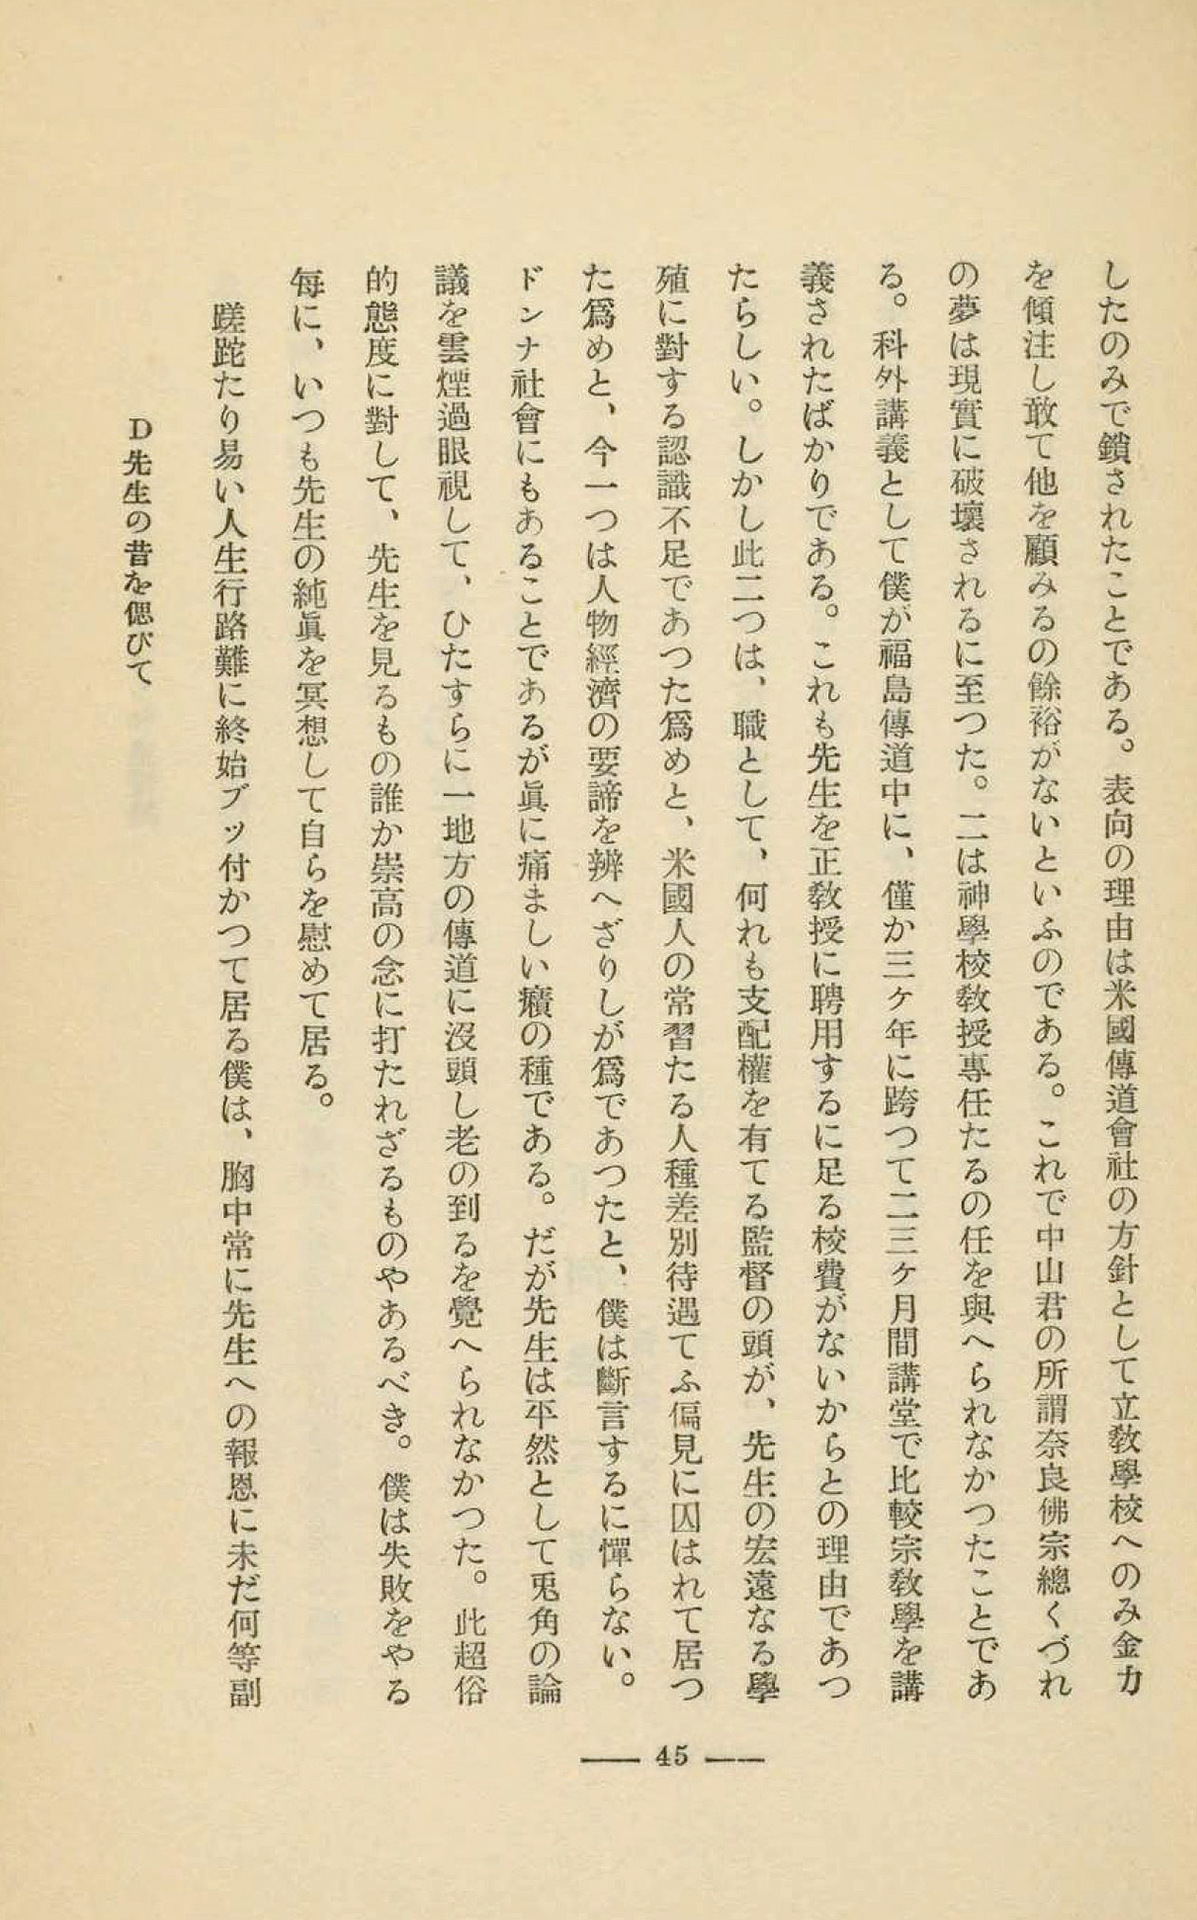 したのみで鎖されたことである。表向の理由は米國傳道會社の方針として立敎學校へのみ金力
を傾注し敢て他を顧みるの餘裕がないといふのである。これで中山君の所謂奈良佛宗總くづれ
の夢は現實に破壞されるに至つた。二は神學校敎授專任たるの任を與へられなかつたことであ
る。科外講義として僕が福島傳道中に、僅か三ヶ年に跨つて二三ヶ月間講堂で比較宗敎學を講
義されたばかりである。これも先生を正敎授に聘用するに足る校費がないからとの理由であつ
たらしい。しかし此二つは、職として、何れも支配權を有てる監督の頭が、先生の宏遠なる學
殖に對する認識不足であつた爲めと、米國人の常習たる人種差別待遇てふ偏見に囚はれて居つ
た爲めと、今一つは人物經濟の要諦を辨へざりしが爲であつたと、僕は斷言するに憚らない。
ドンナ社會にもあることであるが眞に痛ましい癪の種である。だが先生は平然として兎角の論
議を雲煙過眼視して、ひたすらに一地方の傳道に沒頭し老の到るを覺へられなかつた。此超俗
的態度に對して、先生を見るもの誰か崇高の念に打たれざるものやあるべき。僕は失敗をやる
每に、いつも先生の純眞を冥想して自らを慰めて居る。
蹉跎たり易い人生行路難に終始ブッ付かつて居る僕は、胸中常に先生への報恩に未だ何等副
D先生の昔を偲びて
45